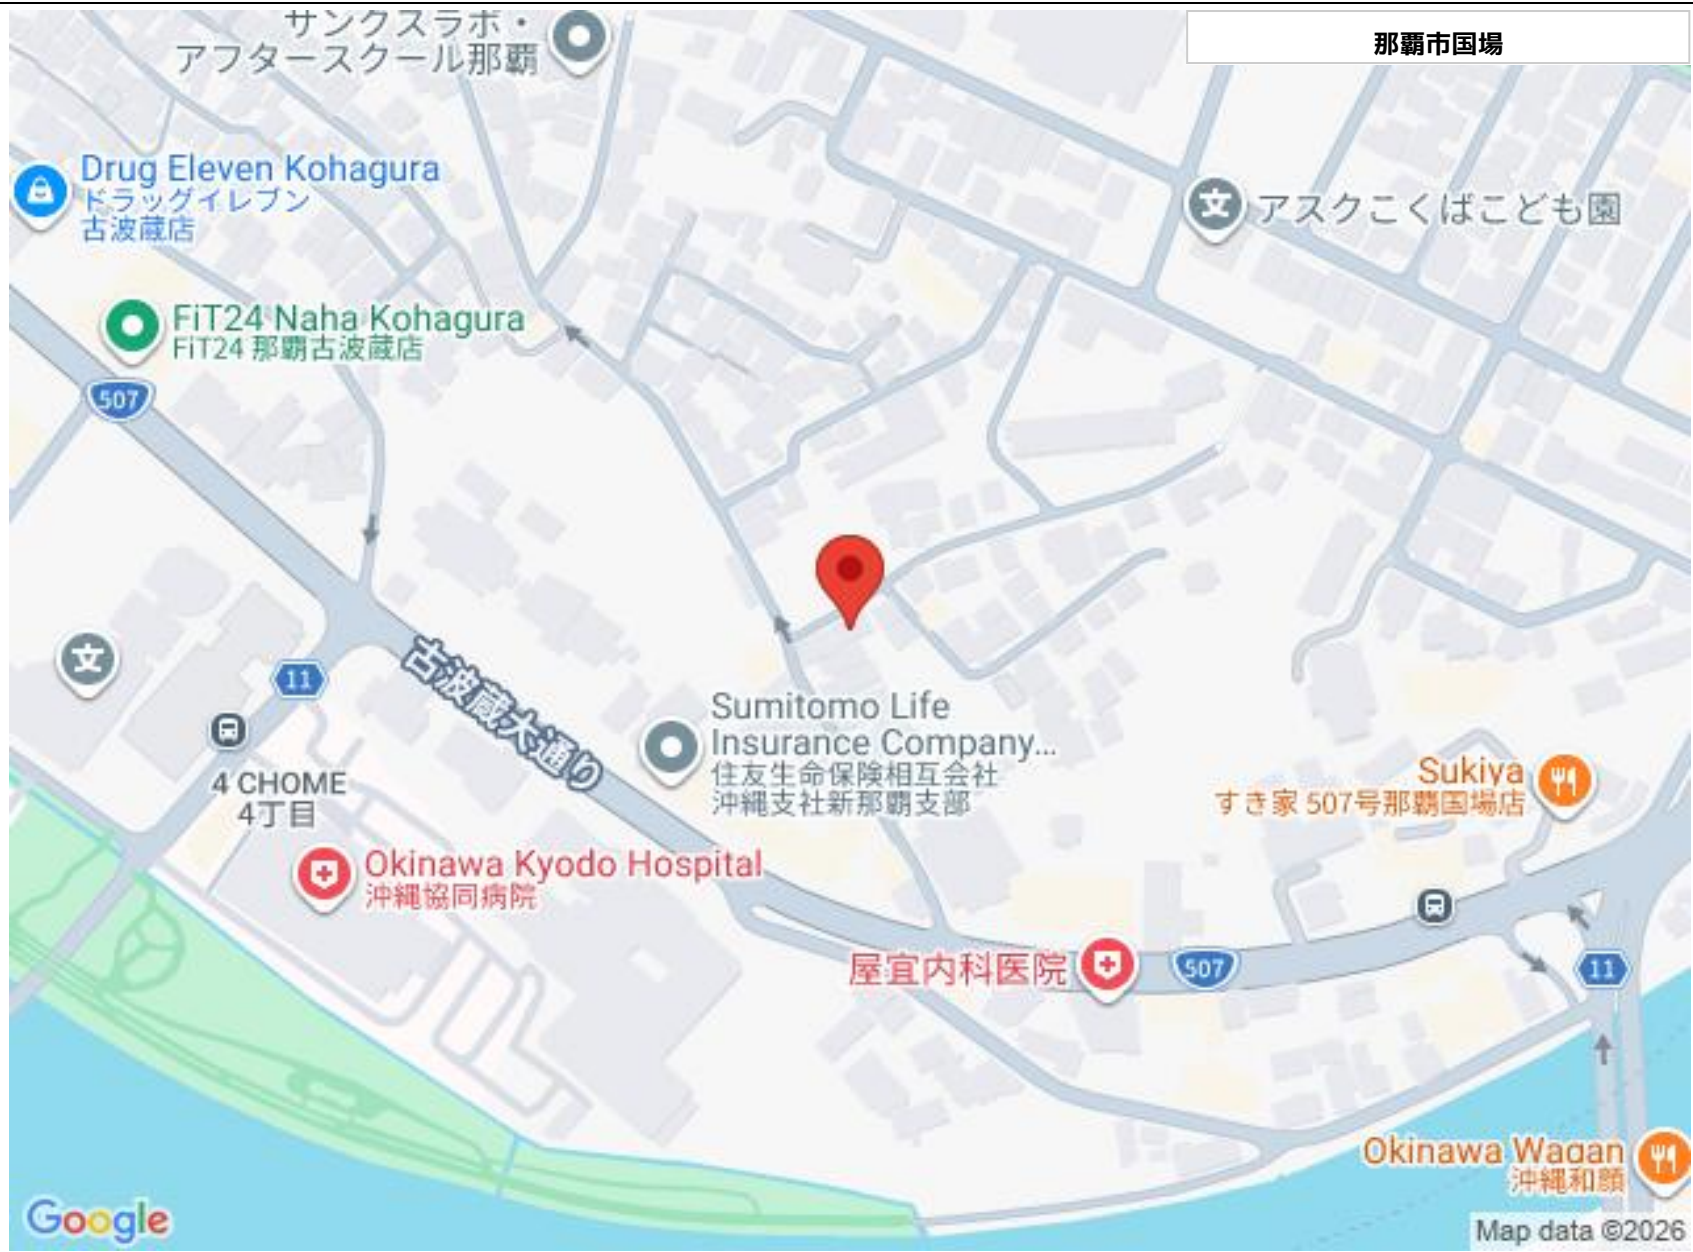 サンクスラボ・
アフタースクール那覇
那覇市国場
Drug Eleven Kohagura
ドラッグイレブン
古波蔵店
文
アスクこくばこども園
FiT24 Naha Kohagura
FiT24 那覇古波蔵店
507
文
11
古波蔵大通り
Sumitomo Life
Insurance Company...
住友生命保険相互会社
沖縄支社新那覇支部
4 CHOME
4丁目
Sukiya
すき家 507号那覇国場店
Okinawa Kyodo Hospital
沖縄協同病院
屋宜内科医院
507
11
Okinawa Wagan
沖縄和顔
Google
Map data ©2026